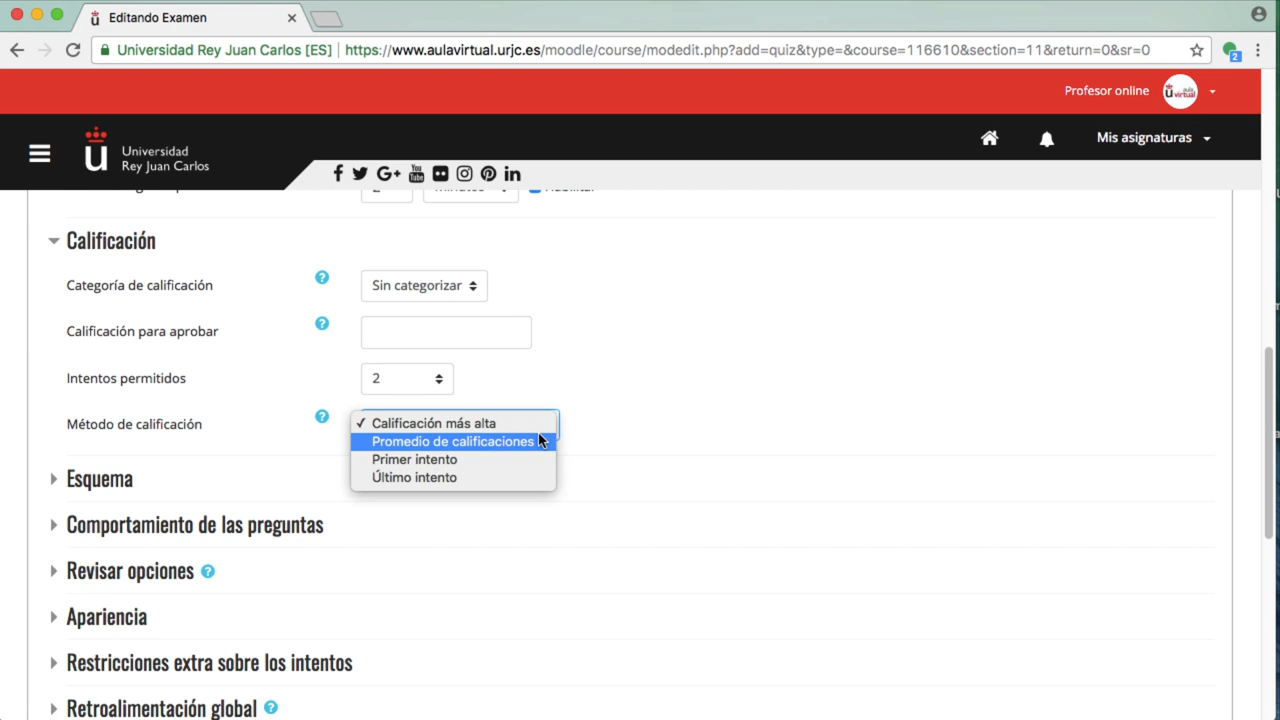 Editando Examen
Universidad Rey Juan Carlos [ES] https://www.aulavirtual.urjc.es/moodle/course/modedit.php?add=quiz&type=&course=116610&section=11&return=0&sr=0
2
Profesor online
Universidad
Rey Juan Carlos
Mis asignaturas
Calificación
Categoría de calificación
Sin categorizar
Calificación para aprobar
Intentos permitidos
2
Método de calificación
✓ Calificación más alta
Promedio de calificaciones
Primer intento
Último intento
Esquema
Comportamiento de las preguntas
Revisar opciones
Apariencia
Restricciones extra sobre los intentos
Retroalimentación global